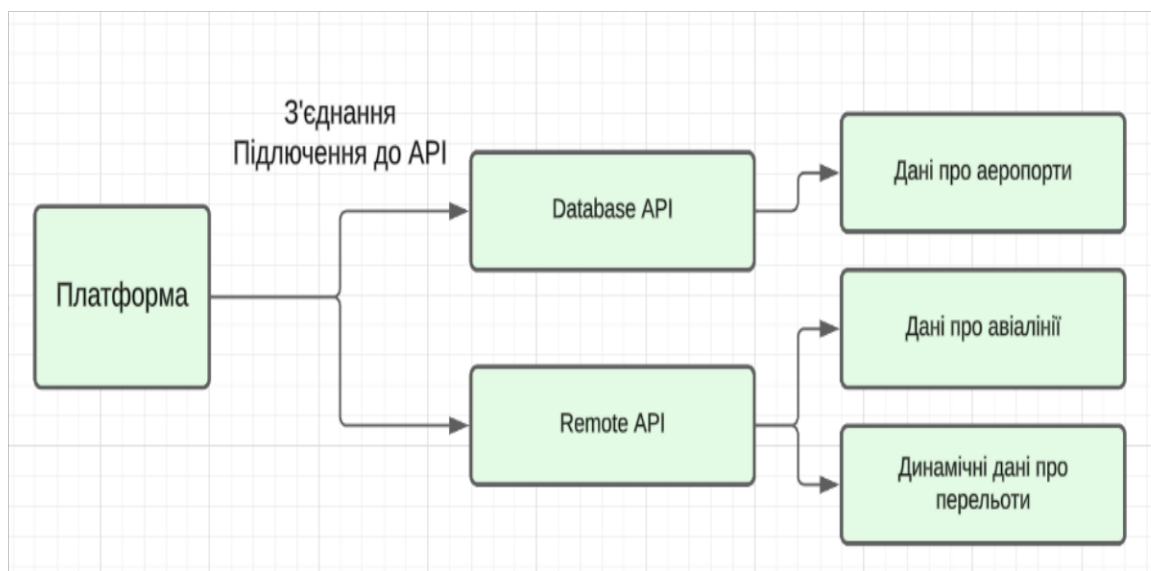 З'єднання
Підлючення до API
Платформа
Database API
Remote API
Дані про аеропорти
Дані про авіалінії
Динамічні дані про
перельоти